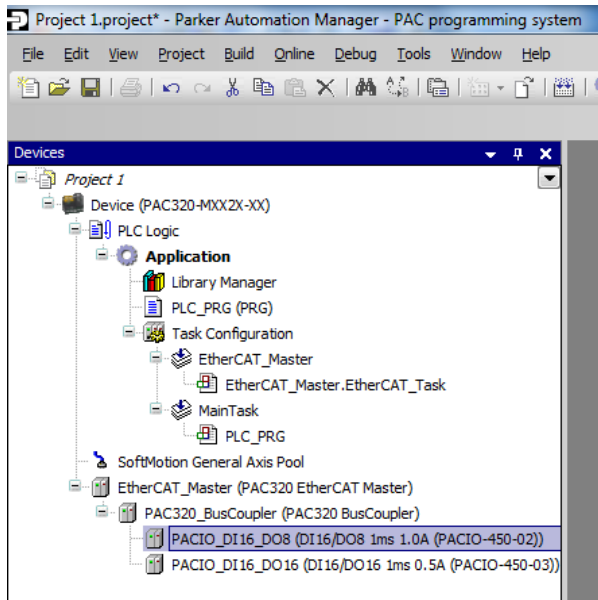 Project 1.project* - Parker Automation Manager - PAC programming system
File Edit View Project Build Online Debug Tools Window Help
Devices
Project 1
Device (PAC320-MXX2X-XX)
PLC Logic
Application
Library Manager
PLC_PRG (PRG)
Task Configuration
EtherCAT_Master
EtherCAT_Master.EtherCAT_Task
MainTask
PLC_PRG
SoftMotion General Axis Pool
EtherCAT_Master (PAC320 EtherCAT Master)
PAC320_BusCoupler (PAC320 BusCoupler)
PACIO_DI16_DO8 (DI16/DO8 1ms 1.0A (PACIO-450-02))
PACIO_DI16_DO16 (DI16/DO16 1ms 0.5A (PACIO-450-03))